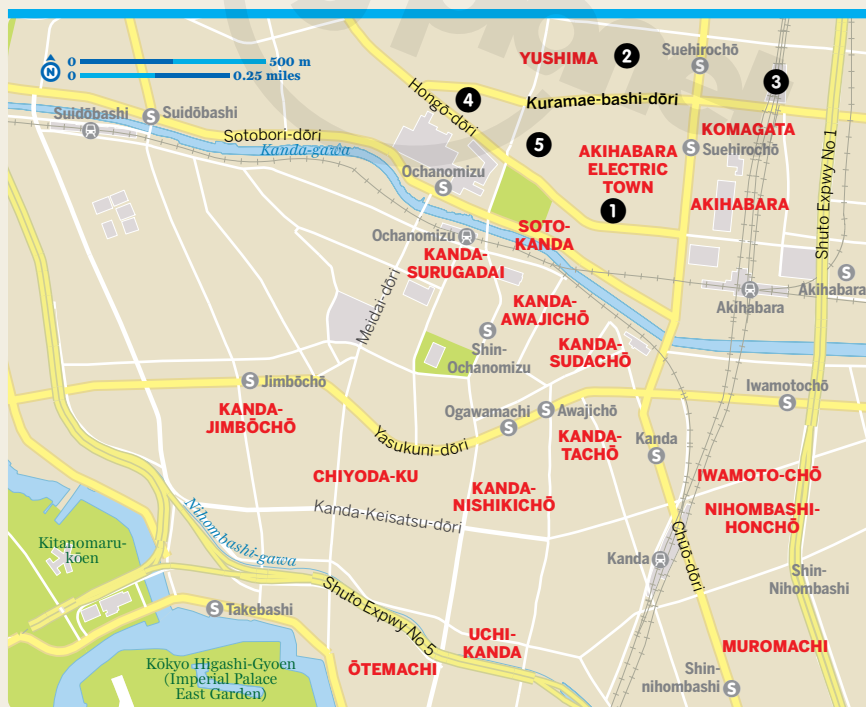 0
500 m
N
0
0.25 miles
YUSHIMA
2
Suehirochō
S
3
Hongō-dōri
4
Kuramae-bashi-dōri
Suidōbashi
S
Suidōbashi
Sotobori-dōri
Kanda-gawa
5
KOMAGATA
AKIHABARA
ELECTRIC
TOWN
S
Suehirochō
Shuto Expwy No 1
Ochanomizu
S
1
AKIHABARA
SOTO-
KANDA
Ochanomizu
KANDA-
SURUGADAI
Meidai-dōri
S
Akihabara
Akihabara
KANDA-
AWAJICHŌ
S
Shin-
Ochanomizu
KANDA-
SUDACHŌ
S
Jimbōchō
Iwamotochō
S
KANDA-
JIMBŌCHŌ
Ogawamachi
S
S
Awajichō
Yasukuni-dōri
KANDA-
TACHŌ
Kanda
S
CHIYODA-KU
KANDA-
NISHIKICHŌ
IWAMOTO-CHŌ
Kanda-Keisatsu-dōri
NIHOMBASHI-
HONCHŌ
Nihombashi-gawa
Chūō-dōri
Kitanomaru-
kōen
Kanda
Shin-
Nihombashi
Shuto Expwy No 5
S
Takebashi
UCHI-
KANDA
MUROMACHI
ŌTEMACHI
Kōkyo Higashi-Gyoen
(Imperial Palace
East Garden)
Shin-
nihombashi
S